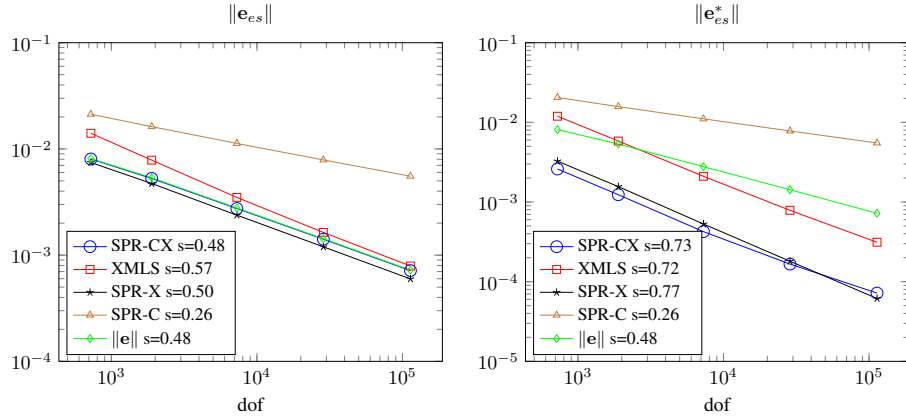 ‖e_es‖
10^−1
10^−2
10^−3
10^−4
10^3
10^4
10^5
dof
SPR-CX s=0.48
XMLS s=0.57
SPR-X s=0.50
SPR-C s=0.26
‖e‖ s=0.48
‖e*_es‖
10^−1
10^−2
10^−3
10^−4
10^−5
10^3
10^4
10^5
dof
SPR-CX s=0.73
XMLS s=0.72
SPR-X s=0.77
SPR-C s=0.26
‖e‖ s=0.48